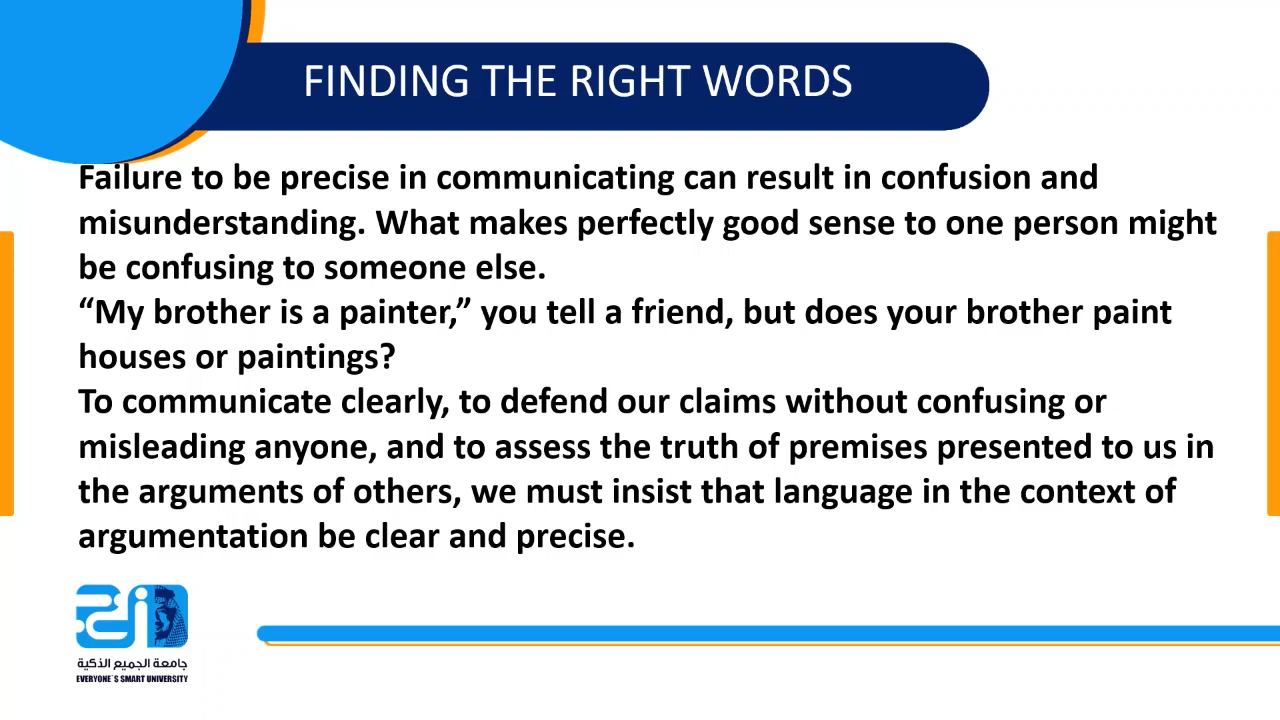 FINDING THE RIGHT WORDS
Failure to be precise in communicating can result in confusion and
misunderstanding. What makes perfectly good sense to one person might
be confusing to someone else.
“My brother is a painter,” you tell a friend, but does your brother paint
houses or paintings?
To communicate clearly, to defend our claims without confusing or
misleading anyone, and to assess the truth of premises presented to us in
the arguments of others, we must insist that language in the context of
argumentation be clear and precise.
جامعة الجميع الذكية
EVERYONE`S SMART UNIVERSITY